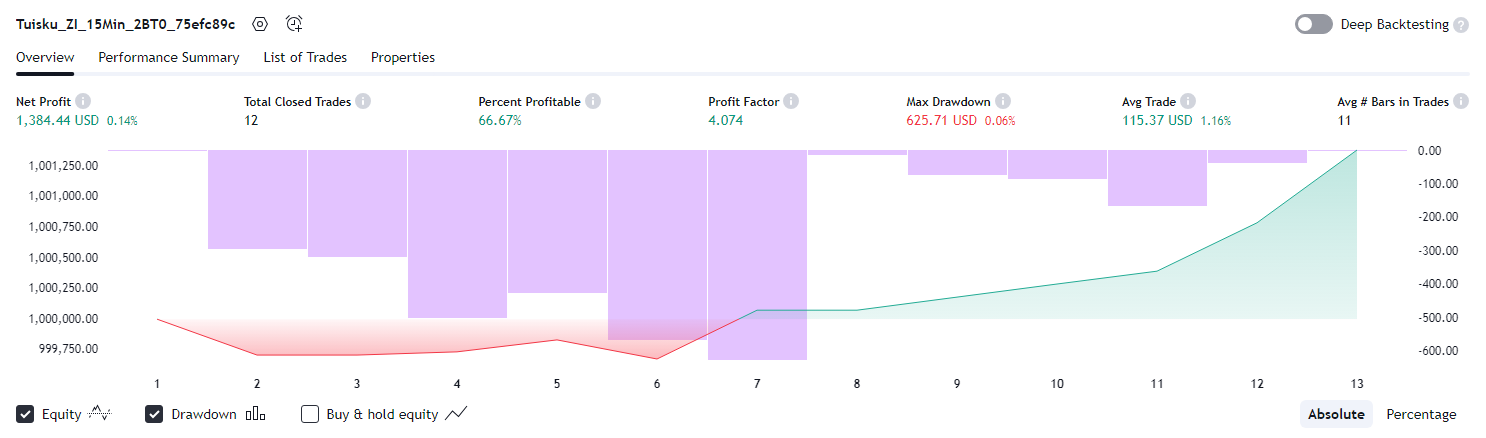 Tuisku_ZI_15Min_2BT0_75efc89c
Deep Backtesting ?
Overview Performance Summary List of Trades Properties
Net Profit i Total Closed Trades i Percent Profitable i Profit Factor i Max Drawdown i Avg Trade i Avg # Bars in Trades i
1,384.44 USD 0.14% 12 66.67% 4.074 625.71 USD 0.06% 115.37 USD 1.16% 11
1,001,250.00 0.00
1,001,000.00 -100.00
1,000,750.00 -200.00
1,000,500.00 -300.00
1,000,250.00 -400.00
1,000,000.00 -500.00
999,750.00 -600.00
1 2 3 4 5 6 7 8 9 10 11 12 13
Equity Drawdown Buy & hold equity Absolute Percentage